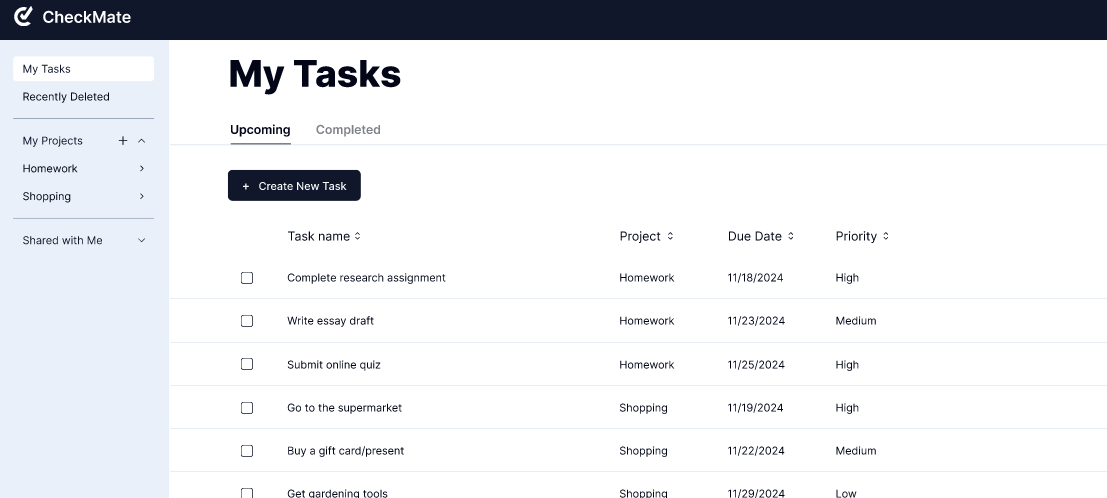 CheckMate
My Tasks
Recently Deleted
My Projects
Homework
Shopping
Shared with Me
My Tasks
Upcoming Completed
+ Create New Task
Task name Project Due Date Priority
Complete research assignment Homework 11/18/2024 High
Write essay draft Homework 11/23/2024 Medium
Submit online quiz Homework 11/25/2024 High
Go to the supermarket Shopping 11/19/2024 High
Buy a gift card/present Shopping 11/22/2024 Medium
Get gardening tools Shopping 11/29/2024 Low